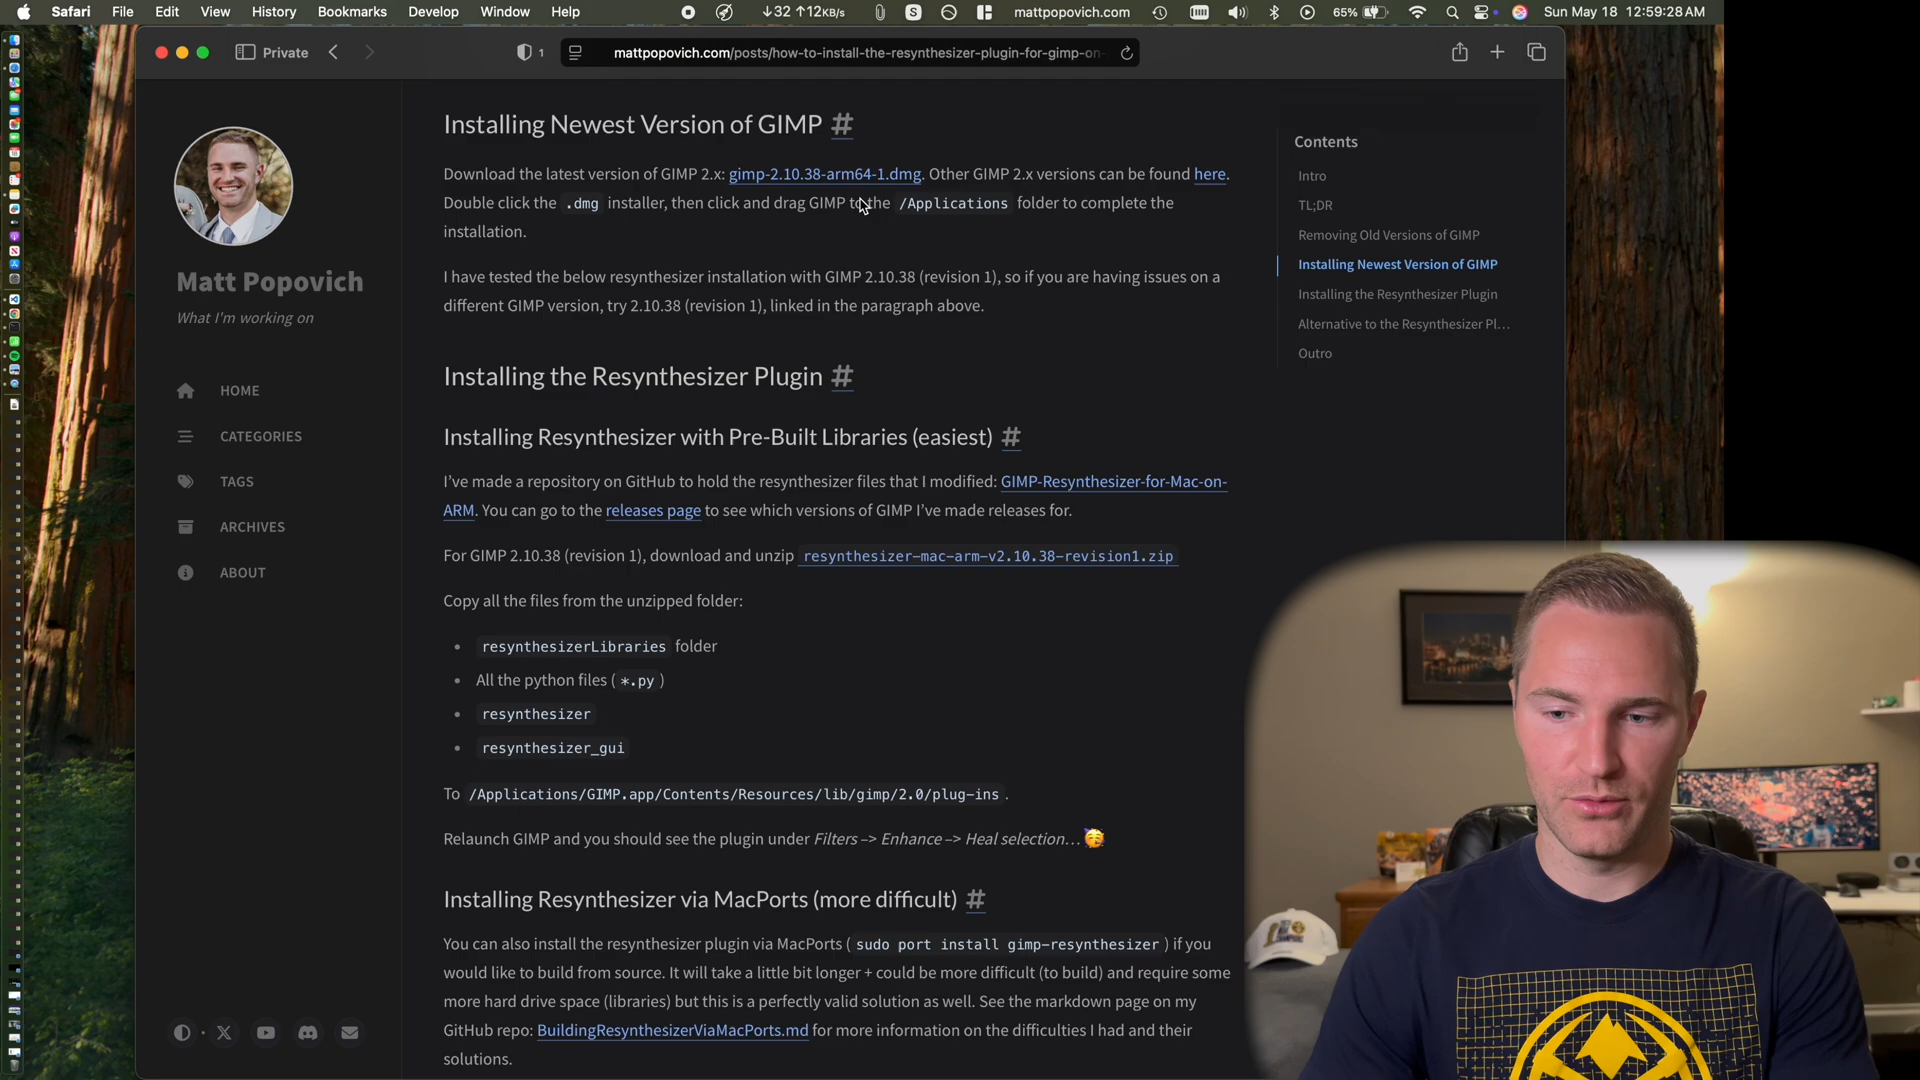 Safari File Edit View History Bookmarks Develop Window Help 32 12KB/s S mattpopovich.com 65% Sun May 18 12:59:28 AM
Private 1 mattpopovich.com/posts/how-to-install-the-resynthesizer-plugin-for-gimp-on-
Matt Popovich
What I'm working on
HOME
CATEGORIES
TAGS
ARCHIVES
ABOUT
Installing Newest Version of GIMP #
Download the latest version of GIMP 2.x: gimp-2.10.38-arm64-1.dmg. Other GIMP 2.x versions can be found here.
Double click the .dmg installer, then click and drag GIMP to the /Applications folder to complete the
installation.
I have tested the below resynthesizer installation with GIMP 2.10.38 (revision 1), so if you are having issues on a
different GIMP version, try 2.10.38 (revision 1), linked in the paragraph above.
Installing the Resynthesizer Plugin #
Installing Resynthesizer with Pre-Built Libraries (easiest) #
I've made a repository on GitHub to hold the resynthesizer files that I modified: GIMP-Resynthesizer-for-Mac-on-
ARM. You can go to the releases page to see which versions of GIMP I've made releases for.
For GIMP 2.10.38 (revision 1), download and unzip resynthesizer-mac-arm-v2.10.38-revision1.zip
Copy all the files from the unzipped folder:
• resynthesizerLibraries folder
• All the python files ( *.py )
• resynthesizer
• resynthesizer_gui
To /Applications/GIMP.app/Contents/Resources/lib/gimp/2.0/plug-ins .
Relaunch GIMP and you should see the plugin under Filters –> Enhance –> Heal selection… 🥳
Installing Resynthesizer via MacPorts (more difficult) #
You can also install the resynthesizer plugin via MacPorts ( sudo port install gimp-resynthesizer ) if you
would like to build from source. It will take a little bit longer + could be more difficult (to build) and require some
more hard drive space (libraries) but this is a perfectly valid solution as well. See the markdown page on my
GitHub repo: BuildingResynthesizerViaMacPorts.md for more information on the difficulties I had and their
solutions.
Contents
Intro
TL;DR
Removing Old Versions of GIMP
Installing Newest Version of GIMP
Installing the Resynthesizer Plugin
Alternative to the Resynthesizer Pl…
Outro